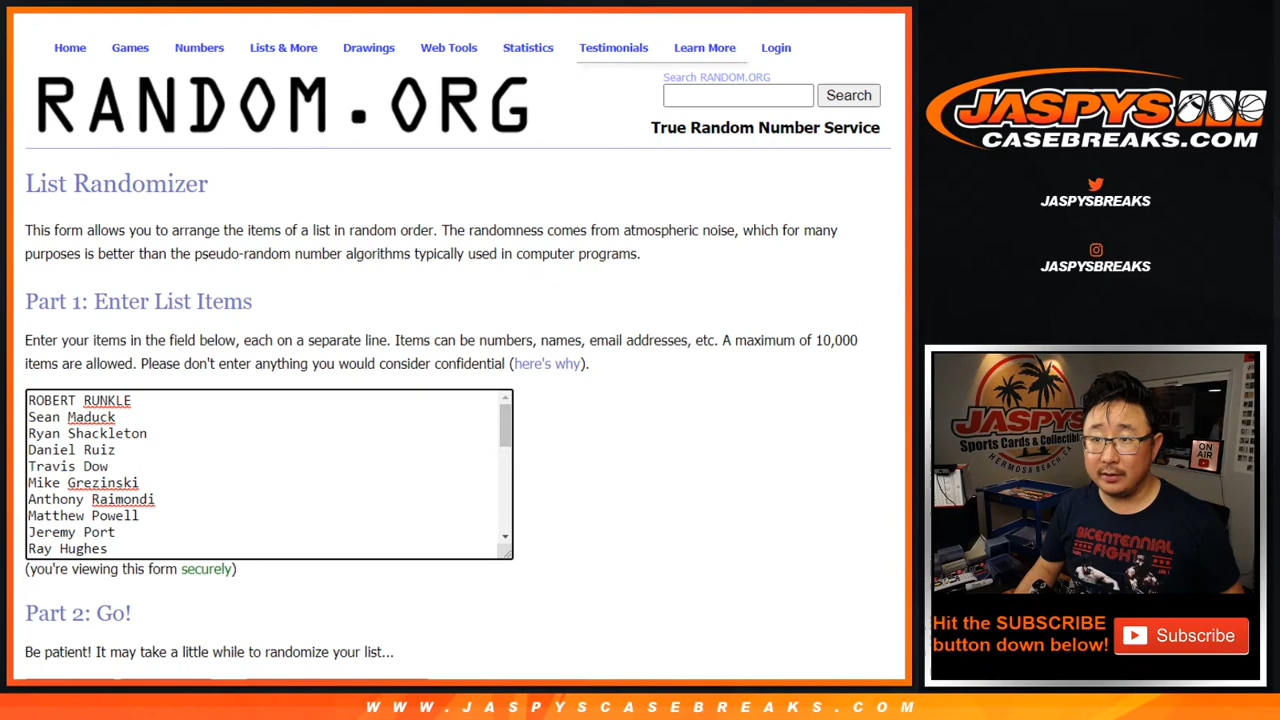 Home Games Numbers Lists & More Drawings Web Tools Statistics Testimonials Learn More Login
RANDOM.ORG
Search RANDOM.ORG
Search
True Random Number Service
List Randomizer
This form allows you to arrange the items of a list in random order. The randomness comes from atmospheric noise, which for many
purposes is better than the pseudo-random number algorithms typically used in computer programs.
Part 1: Enter List Items
Enter your items in the field below, each on a separate line. Items can be numbers, names, email addresses, etc. A maximum of 10,000
items are allowed. Please don't enter anything you would consider confidential (here's why).
ROBERT RUNKLE
Sean Maduck
Ryan Shackleton
Daniel Ruiz
Travis Dow
Mike Grezinski
Anthony Raimondi
Matthew Powell
Jeremy Port
Ray Hughes
(you're viewing this form securely)
Part 2: Go!
Be patient! It may take a little while to randomize your list...
JASPYS
CASEBREAKS.COM
JASPYSBREAKS
JASPYSBREAKS
JASPYS
Sports Cards & Collectibl
HERMOSA BEACH, CA
ON
AIR
BICENTENNIAL
FIGHT
Hit the SUBSCRIBE
button down below!
Subscribe
WWW.JASPYSCASEBREAKS.COM